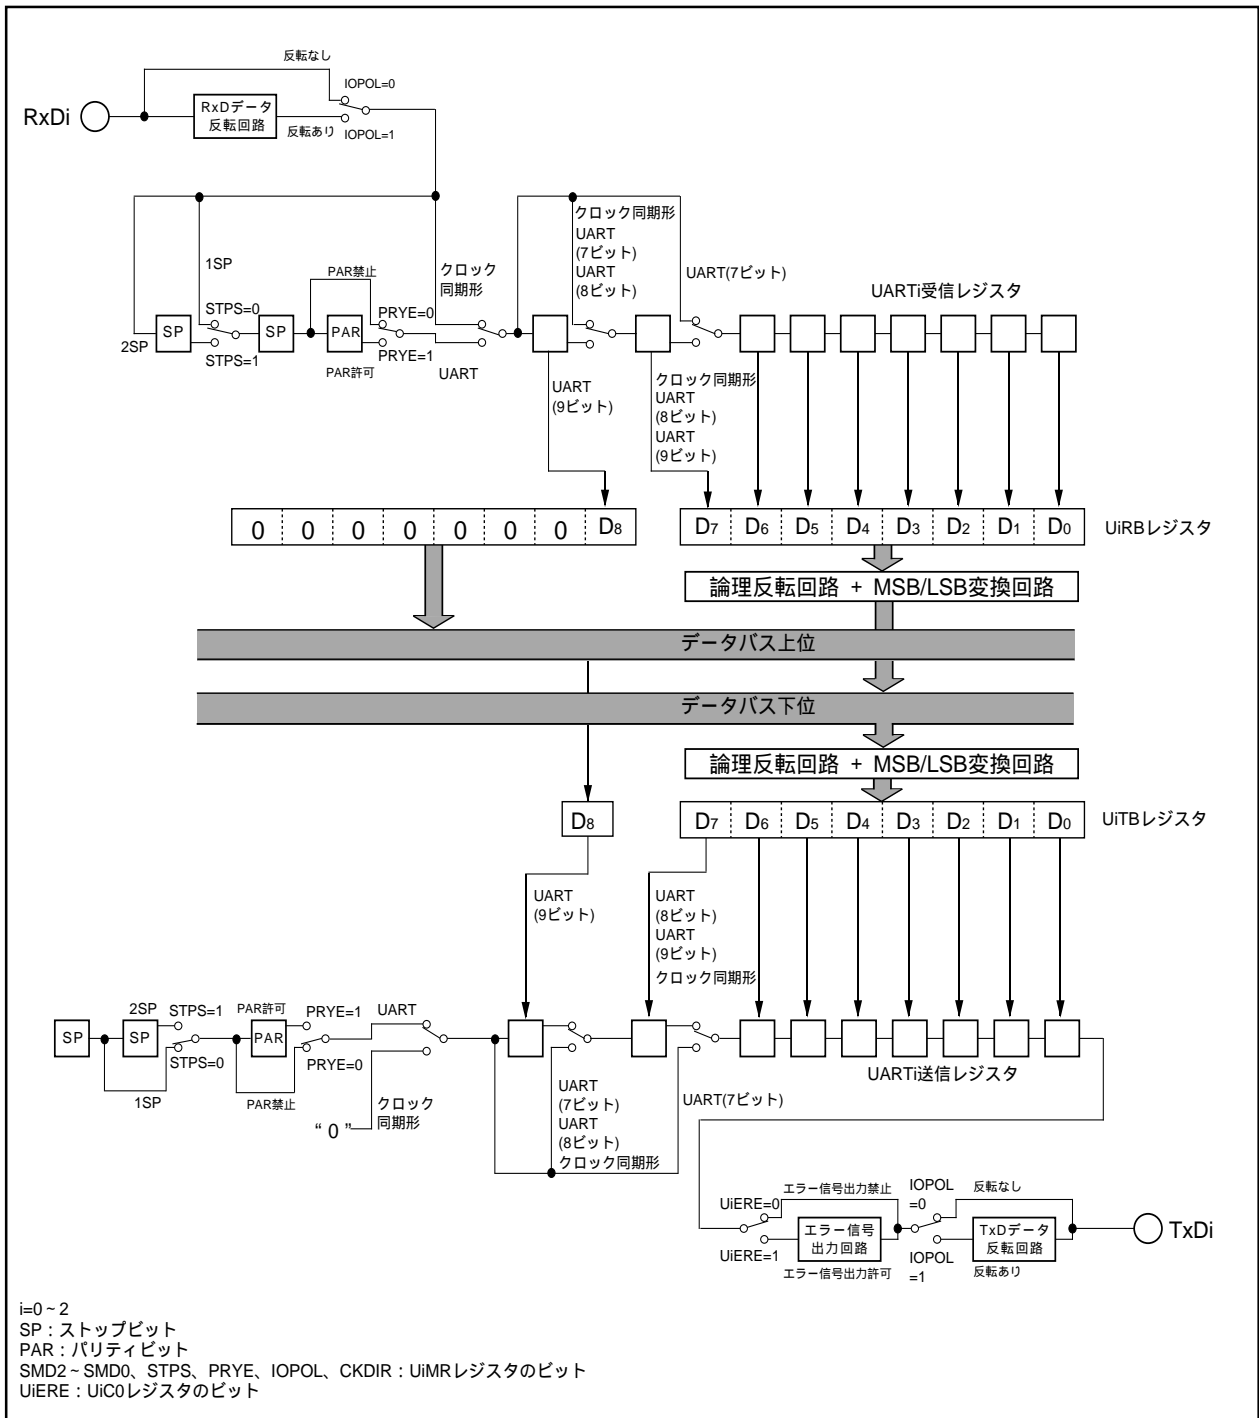 反転なし
IOPOL=0
RxDi
RxDデータ
反転回路
反転あり
IOPOL=1
クロック同期形
UART
(7ビット)
UART
(8ビット)
1SP
PAR禁止
クロック
同期形
UART(7ビット)
UARTi受信レジスタ
STPS=0
PRYE=0
SP
SP
PAR
2SP
STPS=1
PRYE=1
PAR許可
UART
UART
(9ビット)
クロック同期形
UART
(8ビット)
UART
(9ビット)
0 0 0 0 0 0 0 D8
D7 D6 D5 D4 D3 D2 D1 D0
UiRBレジスタ
論理反転回路 + MSB/LSB変換回路
データバス上位
データバス下位
論理反転回路 + MSB/LSB変換回路
D8
D7 D6 D5 D4 D3 D2 D1 D0
UiTBレジスタ
UART
(9ビット)
UART
(8ビット)
UART
(9ビット)
クロック同期形
2SP
STPS=1
PAR許可
PRYE=1
UART
SP
SP
PAR
STPS=0
PRYE=0
1SP
PAR禁止
“ 0 ”
クロック
同期形
UART
(7ビット)
UART
(8ビット)
クロック同期形
UART(7ビット)
UARTi送信レジスタ
UiERE=0
エラー信号出力禁止
IOPOL
=0
反転なし
エラー信号
出力回路
TxDデータ
反転回路
TxDi
UiERE=1
エラー信号出力許可
IOPOL
=1
反転あり
i=0～2
SP：ストップビット
PAR：パリティビット
SMD2～SMD0、STPS、PRYE、IOPOL、CKDIR：UiMRレジスタのビット
UiERE：UiC0レジスタのビット